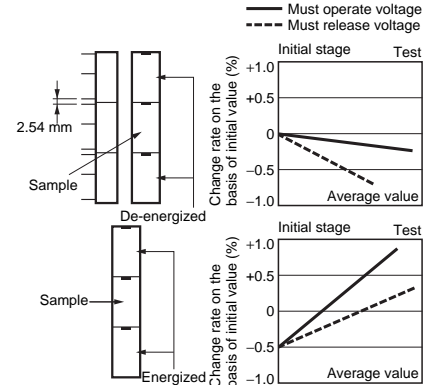 Must operate voltage
Must release voltage
Initial stage Test
Change rate on the
basis of initial value (%)
+1.0
+0.5
0
−0.5
−1.0
Average value
2.54 mm
Sample
De-energized
Initial stage Test
Change rate on the
basis of initial value (%)
+1.0
+0.5
0
−0.5
−1.0
Average value
Sample
Energized